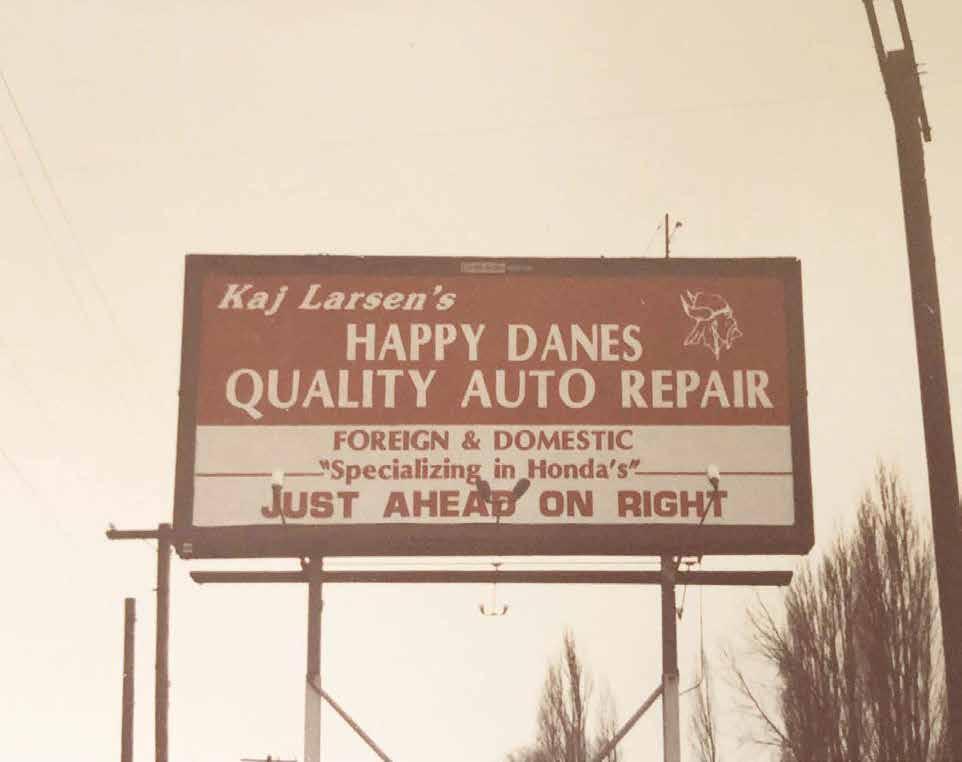 Kaj Larsen's
HAPPY DANES
QUALITY AUTO REPAIR
FOREIGN & DOMESTIC
"Specializing in Honda's"
JUST AHEAD ON RIGHT